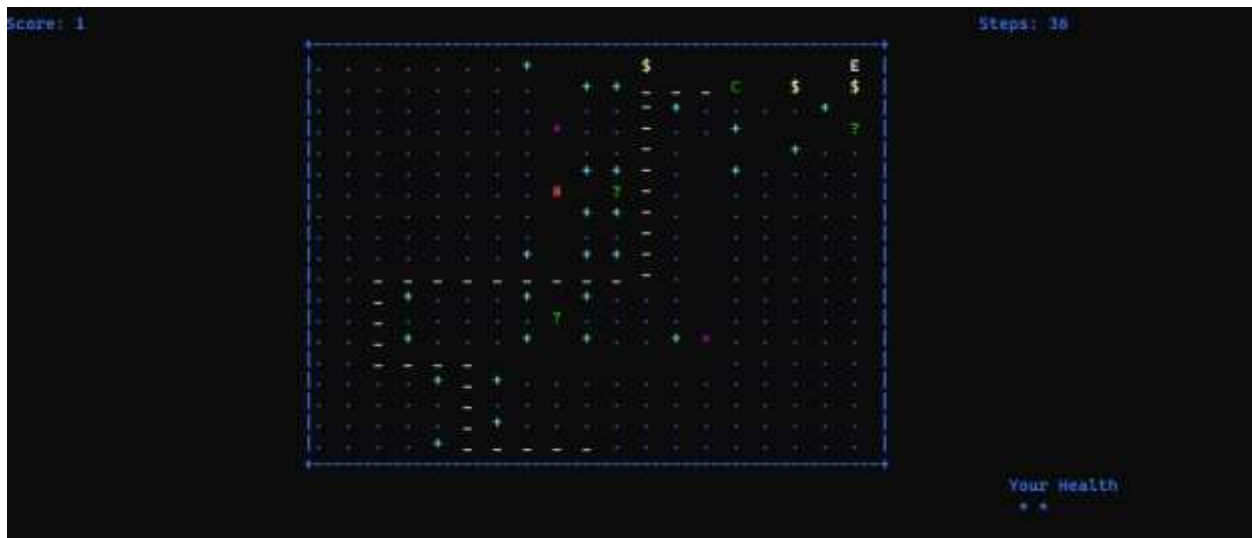 Score: 1 Steps: 36
+ $ E
+ + _ _ _ C $ $
_ + +
* _ + ?
_ +
+ + _ +
# ? _
+ + _
_
+ + + _
_ _ _ _ _ _ _ _ _ _
_ + + +
_ ?
_ + + + + *
_ _ _ _
+ _ +
_
_ +
+ _ _ _ _ _
Your Health
* *